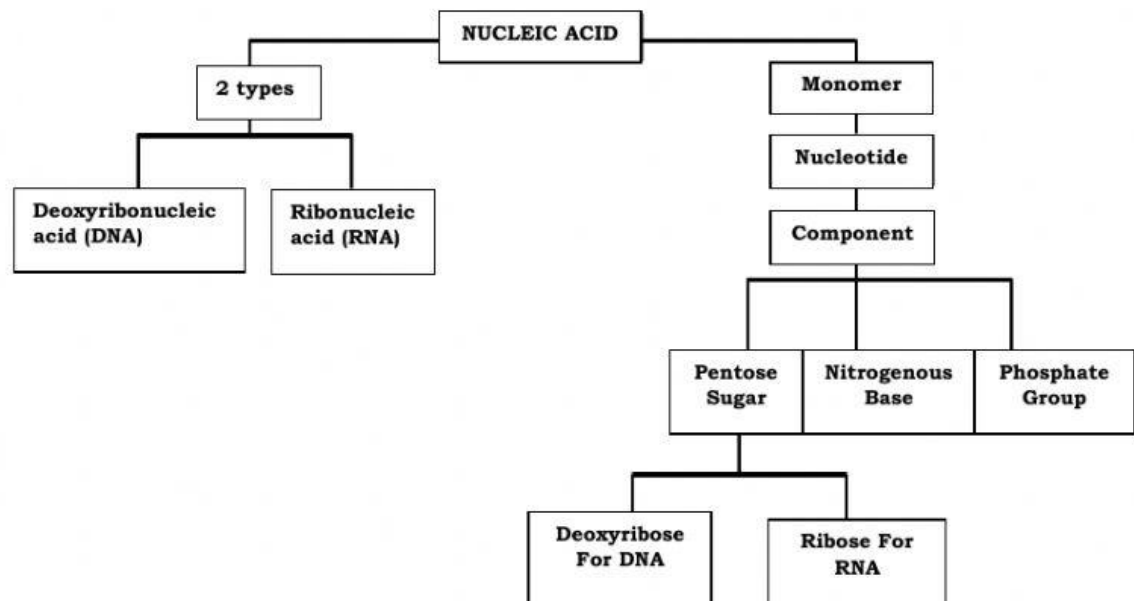 NUCLEIC ACID
2 types
Monomer
Nucleotide
Deoxyribonucleic
acid (DNA)
Ribonucleic
acid (RNA)
Component
Pentose
Sugar
Nitrogenous
Base
Phosphate
Group
Deoxyribose
For DNA
Ribose For
RNA